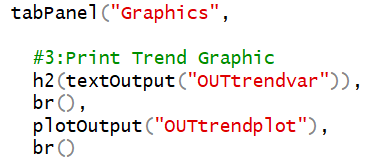 tabPanel("Graphics",
#3:Print Trend Graphic
h2(textOutput("OUTtrendvar")),
br(),
plotOutput("OUTtrendplot"),
br()